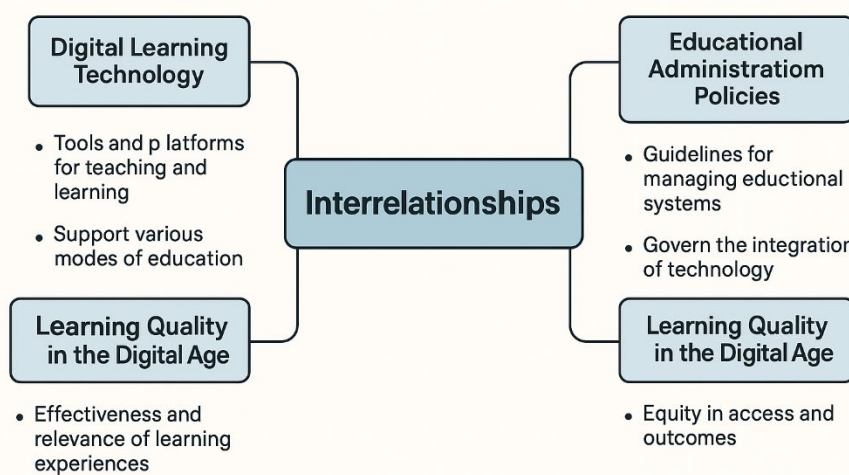 Digital Learning
Technology
• Tools and p latforms
for teaching and
learning
• Support various
modes of education
Learning Quality
in the Digital Age
• Effectiveness and
relevance of learning
experiences
Interrelationships
Educational
Administratiom
Policies
• Guidelines for
managing eductional
systems
• Govern the integration
of technology
Learning Quality
in the Digital Age
• Equity in access and
outcomes